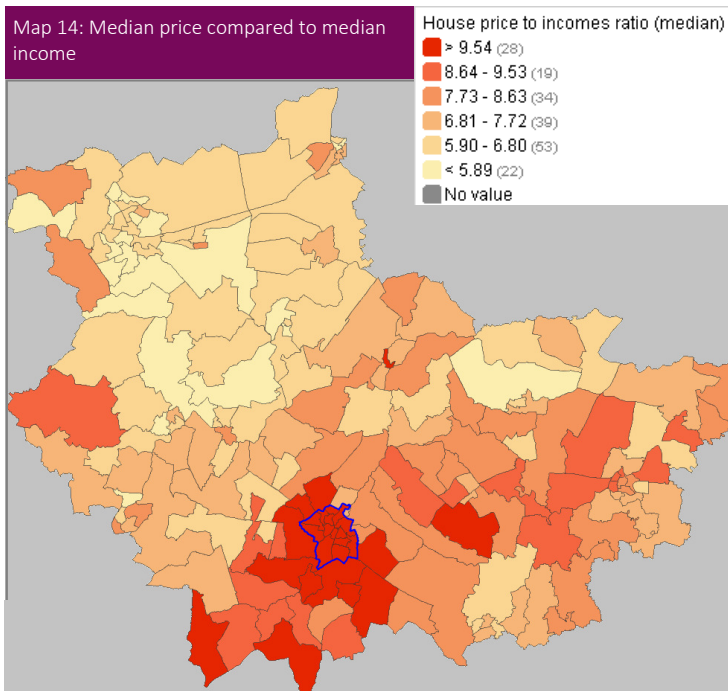 Map 14: Median price compared to median
income
House price to incomes ratio (median)
> 9.54 (28)
8.64 - 9.53 (19)
7.73 - 8.63 (34)
6.81 - 7.72 (39)
5.90 - 6.80 (53)
< 5.89 (22)
No value